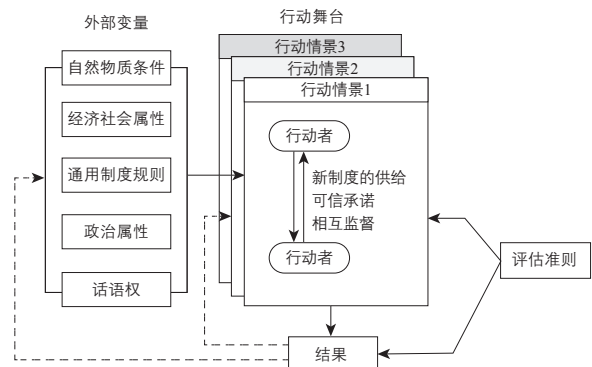 外部变量
行动舞台
自然物质条件
经济社会属性
通用制度规则
政治属性
话语权
行动情景3
行动情景2
行动情景1
行动者
新制度的供给
可信承诺
相互监督
行动者
评估准则
结果